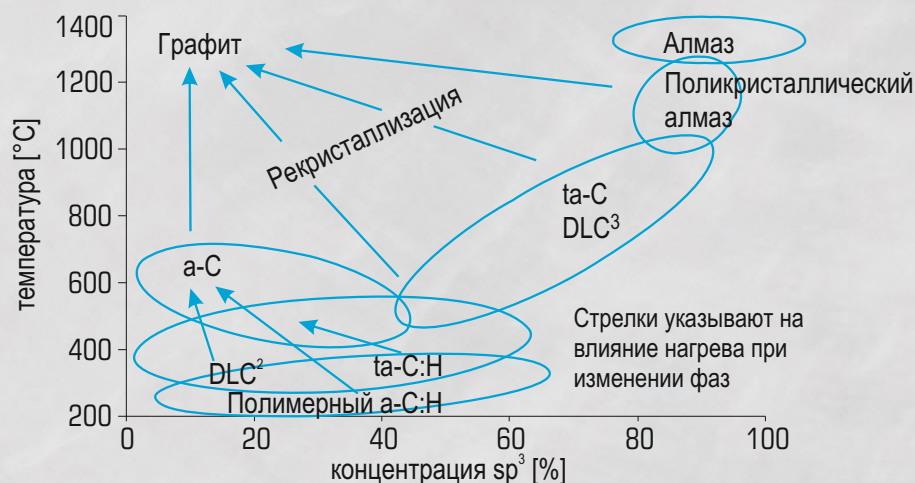 температура [°C]
1400
1200
1000
800
600
400
200
Графит
Рекристаллизация
Алмаз
Поликристаллический
алмаз
ta-C
DLC³
a-C
DLC²
ta-C:H
Полимерный a-C:H
Стрелки указывают на
влияние нагрева при
изменении фаз
0 20 40 60 80 100
концентрация sp³ [%]